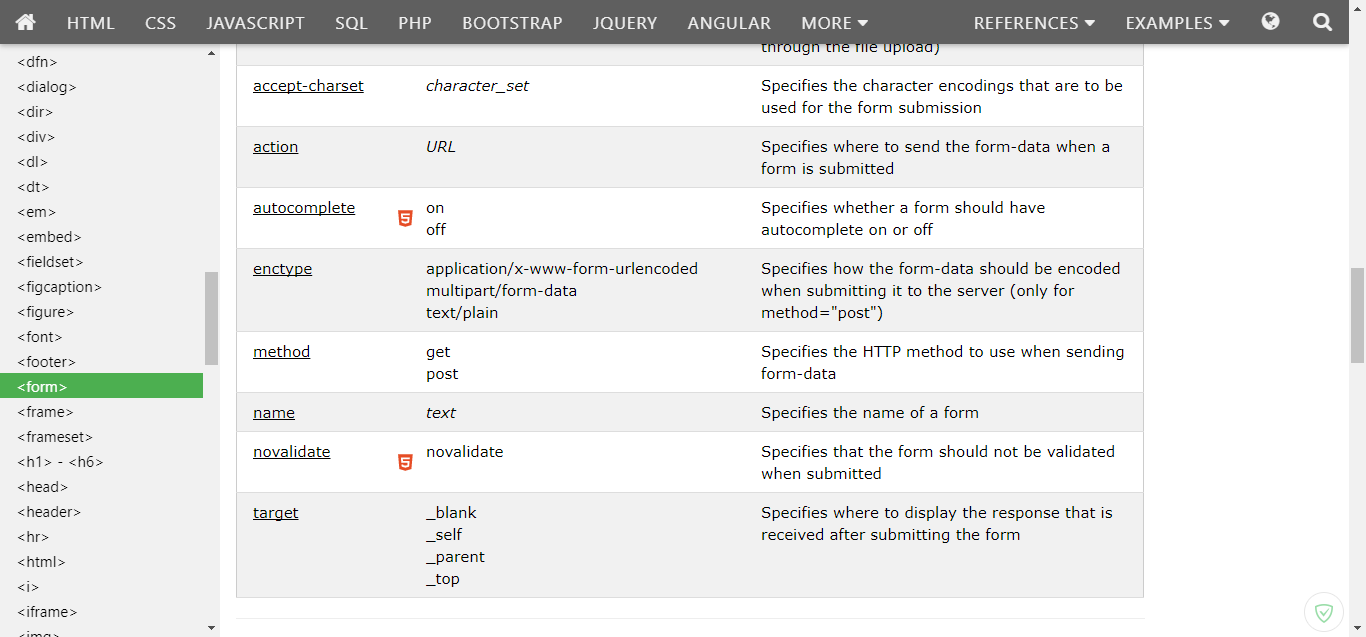 HTML CSS JAVASCRIPT SQL PHP BOOTSTRAP JQUERY ANGULAR MORE REFERENCES EXAMPLES
<dfn>
<dialog>
<dir>
<div>
<dl>
<dt>
<em>
<embed>
<fieldset>
<figcaption>
<figure>
<font>
<footer>
<form>
<frame>
<frameset>
<h1> - <h6>
<head>
<header>
<hr>
<html>
<i>
<iframe>
<img>
through the file upload)
accept-charset character_set Specifies the character encodings that are to be
used for the form submission
action URL Specifies where to send the form-data when a
form is submitted
autocomplete 5 on Specifies whether a form should have
off autocomplete on or off
enctype application/x-www-form-urlencoded Specifies how the form-data should be encoded
multipart/form-data when submitting it to the server (only for
text/plain method="post")
method get Specifies the HTTP method to use when sending
post form-data
name text Specifies the name of a form
novalidate 5 novalidate Specifies that the form should not be validated
when submitted
target _blank Specifies where to display the response that is
_self received after submitting the form
_parent
_top